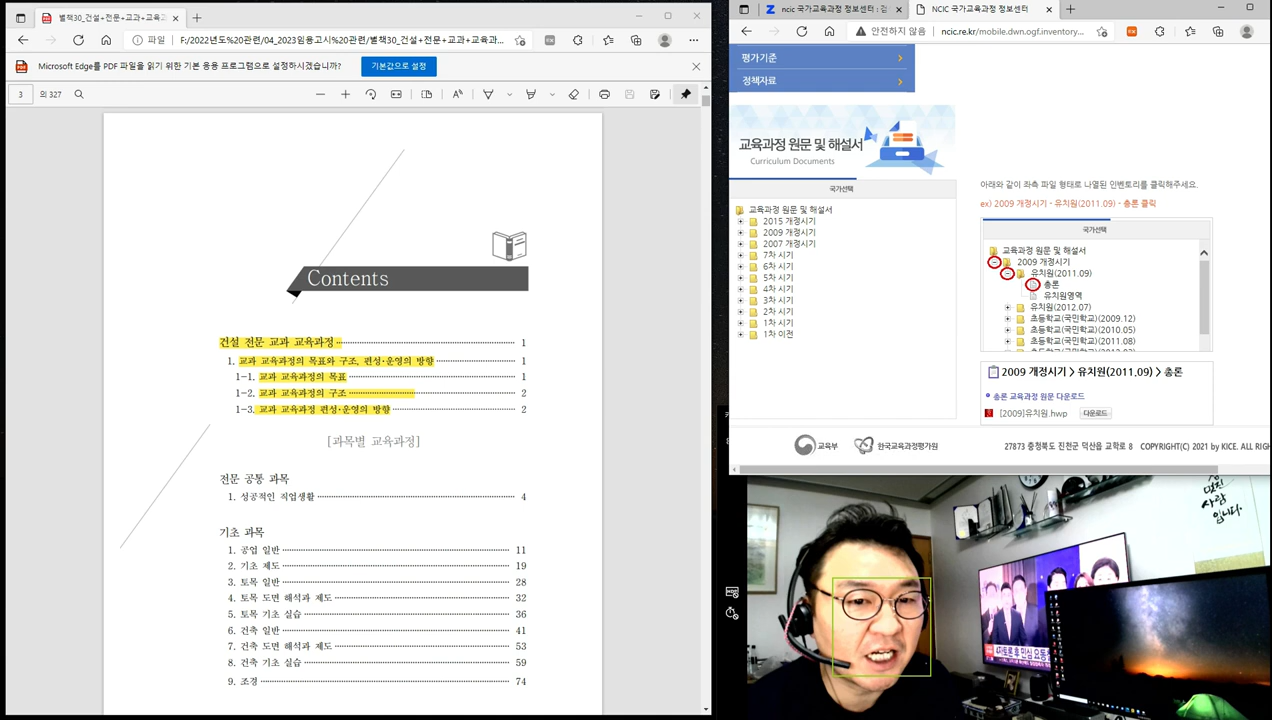 별책30_건설+전문+교과+교육과
파일
F:/2022년도%20관련/04_2023임용고시%20관련/별책30_건설+전문+교과+교육과...
Microsoft Edge를 PDF 파일을 읽기 위한 기본 응용 프로그램으로 설정하시겠습니까?
기본값으로 설정
3
의 327
Contents
건설 전문 교과 교육과정 1
1. 교과 교육과정의 목표와 구조, 편성·운영의 방향 1
1-1. 교과 교육과정의 목표 1
1-2. 교과 교육과정의 구조 2
1-3. 교과 교육과정 편성·운영의 방향 2
[과목별 교육과정]
전문 공통 과목
1. 성공적인 직업생활 4
기초 과목
1. 공업 일반 11
2. 기초 제도 19
3. 토목 일반 28
4. 토목 도면 해석과 제도 32
5. 토목 기초 실습 36
6. 건축 일반 41
7. 건축 도면 해석과 제도 53
8. 건축 기초 실습 59
9. 조경 74
ncic 국가교육과정 정보센터 : 검
NCIC 국가교육과정 정보센터
안전하지 않음
ncic.re.kr/mobile.dwn.ogf.inventory...
평가기준
정책자료
교육과정 원문 및 해설서
Curriculum Documents
국가선택
교육과정 원문 및 해설서
2015 개정시기
2009 개정시기
2007 개정시기
7차 시기
6차 시기
5차 시기
4차 시기
3차 시기
2차 시기
1차 시기
1차 이전
아래와 같이 좌측 파일 형태로 나열된 인벤토리를 클릭해주세요.
ex) 2009 개정시기 - 유치원(2011.09) - 총론 클릭
국가선택
교육과정 원문 및 해설서
2009 개정시기
유치원(2011.09)
총론
유치원영역
유치원(2012.07)
초등학교(국민학교)(2009.12)
초등학교(국민학교)(2010.05)
초등학교(국민학교)(2011.08)
2009 개정시기 > 유치원(2011.09) > 총론
총론 교육과정 원문 다운로드
[2009]유치원.hwp
다운로드
교육부
한국교육과정평가원
27873 충청북도 진천군 덕산읍 교학로 8 COPYRIGHT(C) 2021 by KICE. ALL RIGH
멋진
사람
입니다.
4자토론 후 민심 요동